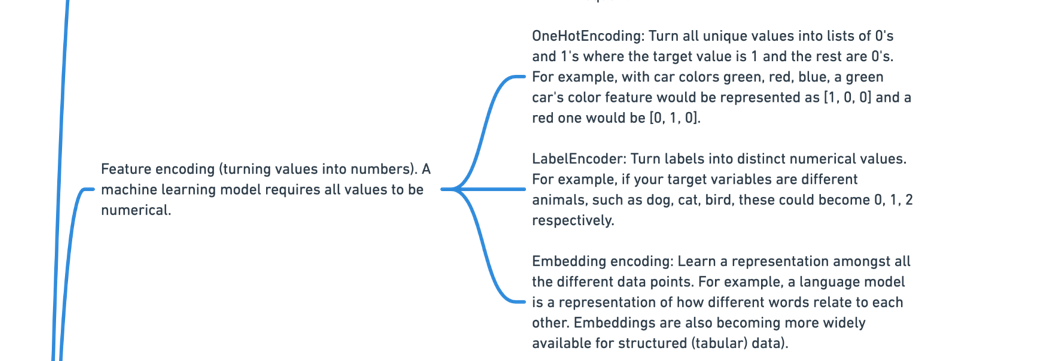 OneHotEncoding: Turn all unique values into lists of 0's
and 1's where the target value is 1 and the rest are 0's.
For example, with car colors green, red, blue, a green
car's color feature would be represented as [1, 0, 0] and a
red one would be [0, 1, 0].
Feature encoding (turning values into numbers). A
machine learning model requires all values to be
numerical.
LabelEncoder: Turn labels into distinct numerical values.
For example, if your target variables are different
animals, such as dog, cat, bird, these could become 0, 1, 2
respectively.
Embedding encoding: Learn a representation amongst all
the different data points. For example, a language model
is a representation of how different words relate to each
other. Embeddings are also becoming more widely
available for structured (tabular) data).